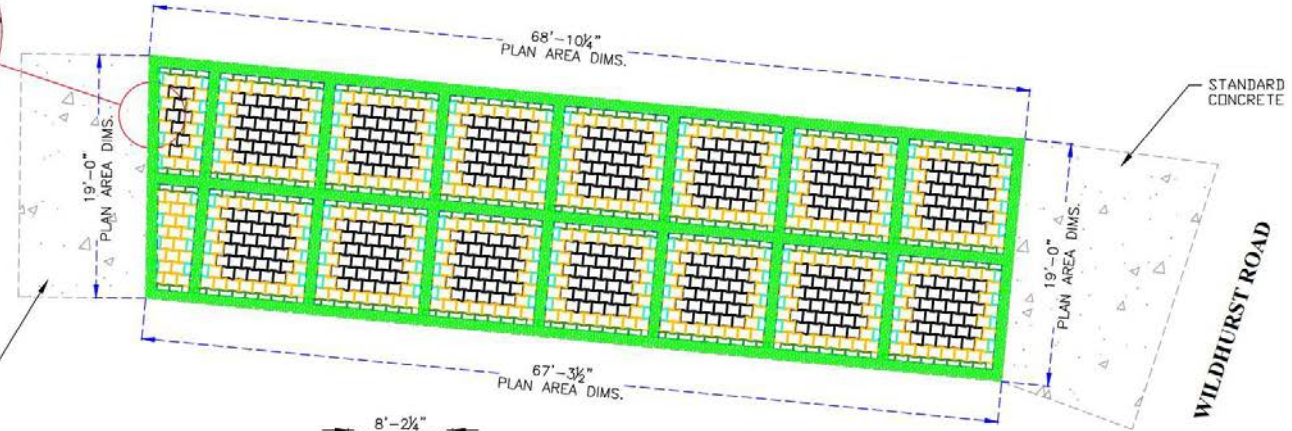 68'-10¼"
PLAN AREA DIMS.
STANDARD
CONCRETE
19'-0"
PLAN AREA DIMS.
19'-0"
PLAN AREA DIMS.
WILDHURST ROAD
67'-3½"
PLAN AREA DIMS.
8'-2¼"